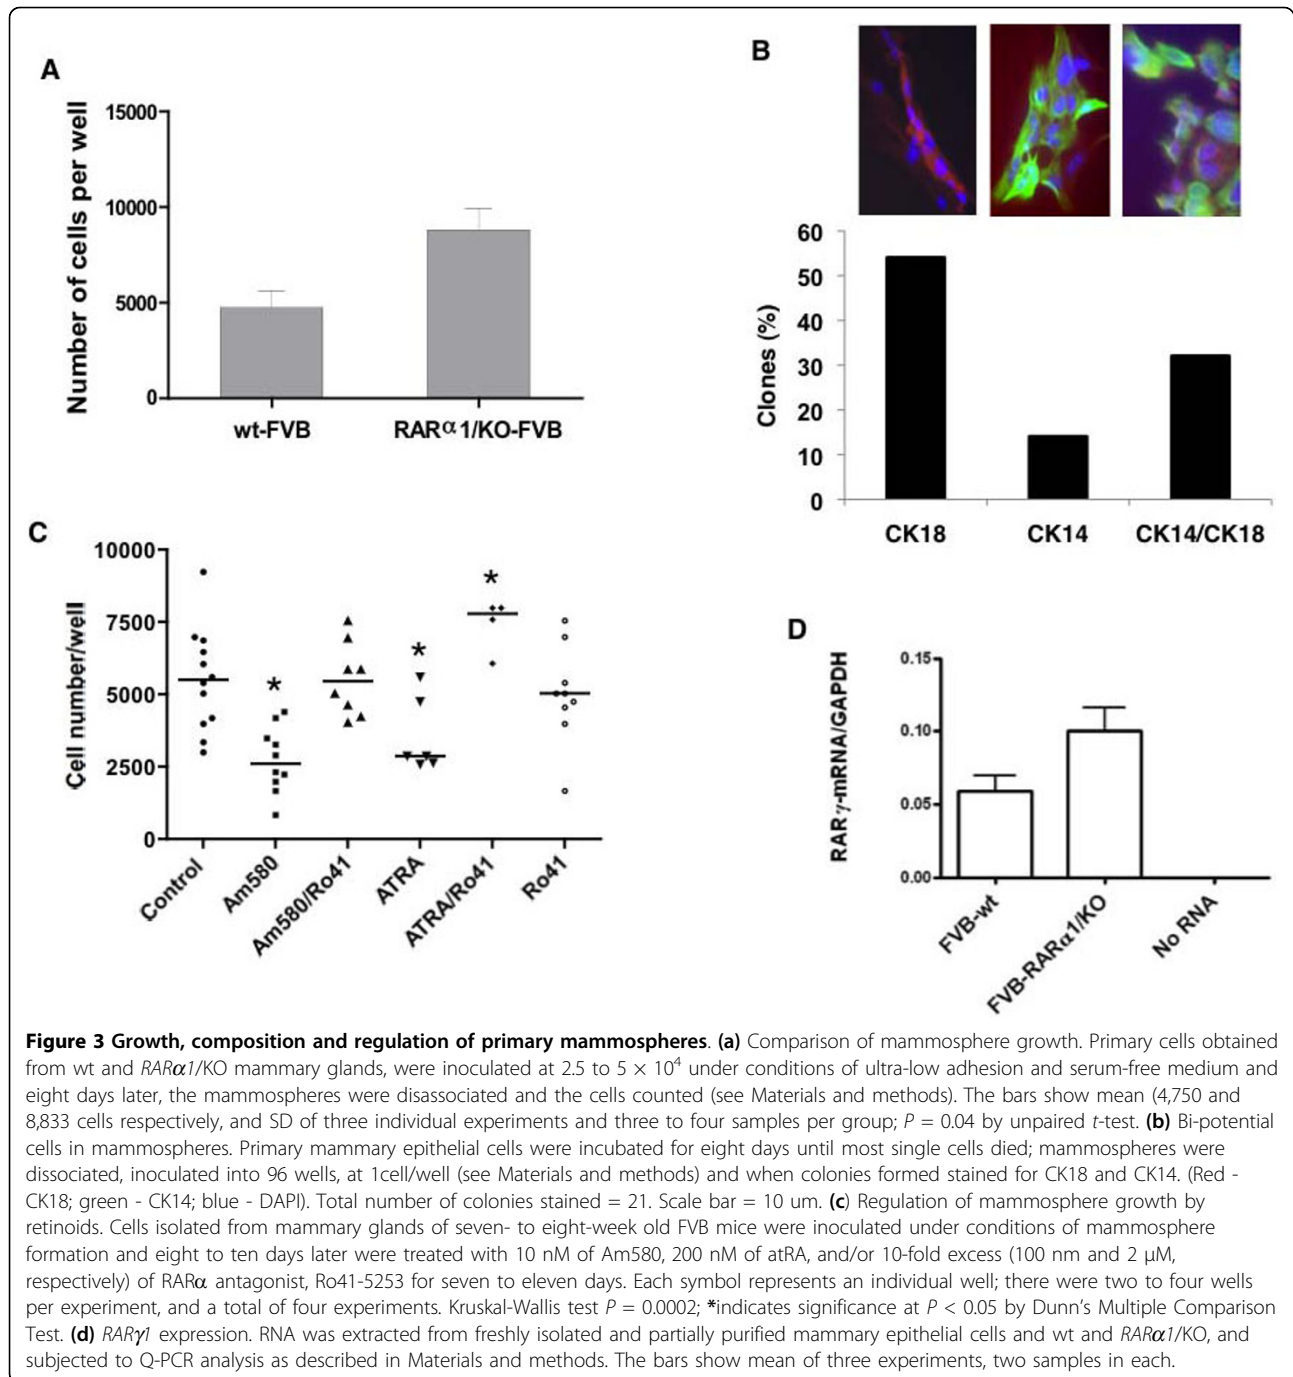 A
Number of cells per well
15000
10000
5000
0
wt-FVB
RARα1/KO-FVB
B
Clones (%)
60
50
40
30
20
10
0
CK18
CK14
CK14/CK18
C
Cell number/well
10000
7500
5000
2500
0
*
*
*
Control
Am580
Am580/Ro41
ATRA
ATRA/Ro41
Ro41
D
RARγ-mRNA/GAPDH
0.15
0.10
0.05
0.00
FVB-wt
FVB-RARα1/KO
No RNA
Figure 3 Growth, composition and regulation of primary mammospheres. (a) Comparison of mammosphere growth. Primary cells obtained
from wt and RARα1/KO mammary glands, were inoculated at 2.5 to 5 × 10⁴ under conditions of ultra-low adhesion and serum-free medium and
eight days later, the mammospheres were disassociated and the cells counted (see Materials and methods). The bars show mean (4,750 and
8,833 cells respectively, and SD of three individual experiments and three to four samples per group; P = 0.04 by unpaired t-test. (b) Bi-potential
cells in mammospheres. Primary mammary epithelial cells were incubated for eight days until most single cells died; mammospheres were
dissociated, inoculated into 96 wells, at 1cell/well (see Materials and methods) and when colonies formed stained for CK18 and CK14. (Red -
CK18; green - CK14; blue - DAPI). Total number of colonies stained = 21. Scale bar = 10 um. (c) Regulation of mammosphere growth by
retinoids. Cells isolated from mammary glands of seven- to eight-week old FVB mice were inoculated under conditions of mammosphere
formation and eight to ten days later were treated with 10 nM of Am580, 200 nM of atRA, and/or 10-fold excess (100 nm and 2 μM,
respectively) of RARα antagonist, Ro41-5253 for seven to eleven days. Each symbol represents an individual well; there were two to four wells
per experiment, and a total of four experiments. Kruskal-Wallis test P = 0.0002; *indicates significance at P < 0.05 by Dunn's Multiple Comparison
Test. (d) RARγ1 expression. RNA was extracted from freshly isolated and partially purified mammary epithelial cells and wt and RARα1/KO, and
subjected to Q-PCR analysis as described in Materials and methods. The bars show mean of three experiments, two samples in each.